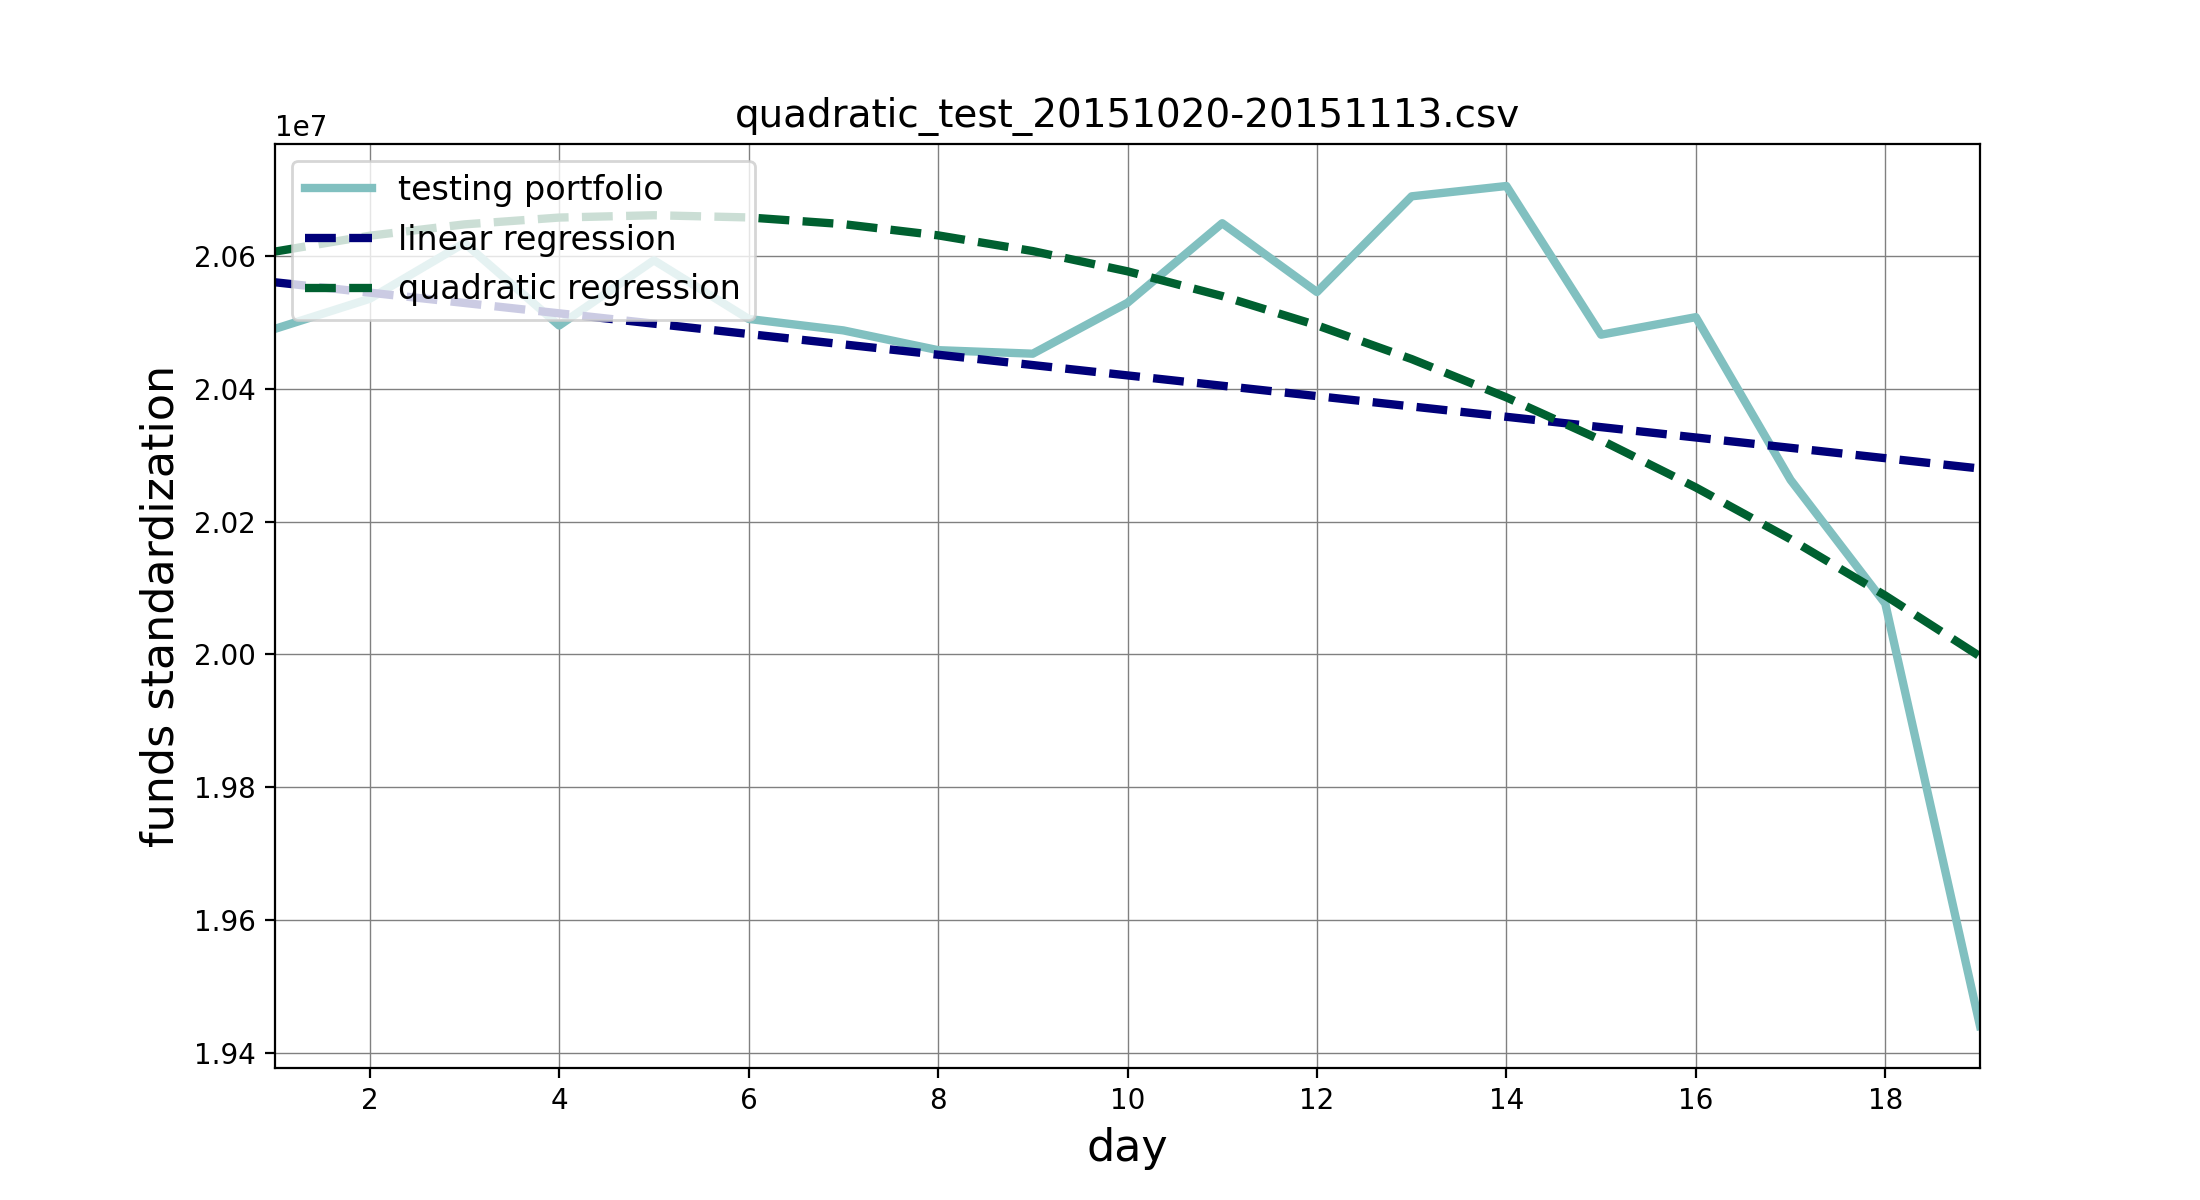 quadratic_test_20151020-20151113.csv
1e7
testing portfolio
linear regression
quadratic regression
funds standardization
2.06
2.04
2.02
2.00
1.98
1.96
1.94
2 4 6 8 10 12 14 16 18
day